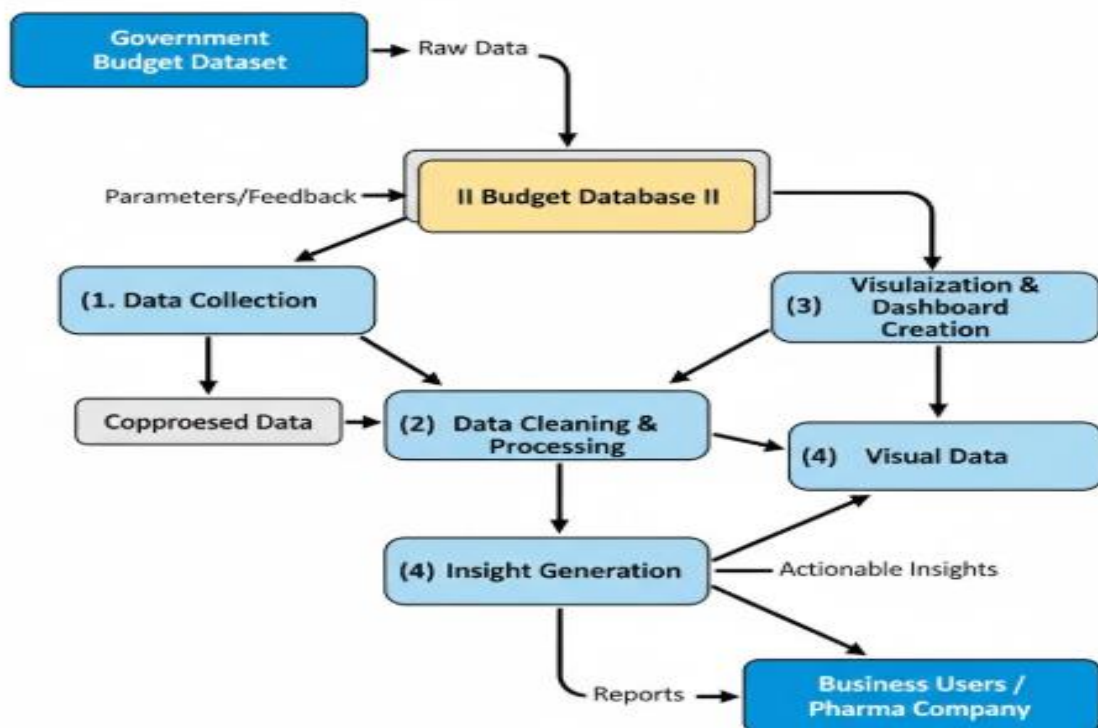 Government
Budget Dataset
Raw Data
Parameters/Feedback
II Budget Database II
(1. Data Collection
(3) Visulaization &
Dashboard
Creation
Copproesed Data
(2) Data Cleaning &
Processing
(4) Visual Data
(4) Insight Generation
Actionable Insights
Reports
Business Users /
Pharma Company